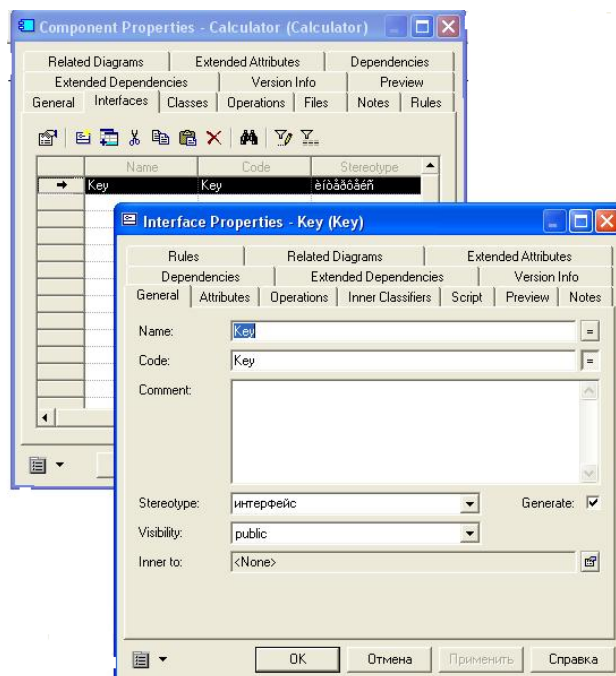 Component Properties - Calculator (Calculator)
Related Diagrams Extended Attributes Dependencies
Extended Dependencies Version Info Preview
General Interfaces Classes Operations Files Notes Rules
Name Code Stereotype
Key Key èíòåðôåéñ
Interface Properties - Key (Key)
Rules Related Diagrams Extended Attributes
Dependencies Extended Dependencies Version Info
General Attributes Operations Inner Classifiers Script Preview Notes
Name: Key =
Code: Key =
Comment:
Stereotype: интерфейс Generate:
Visibility: public
Inner to: <None>
OK Отмена Применить Справка